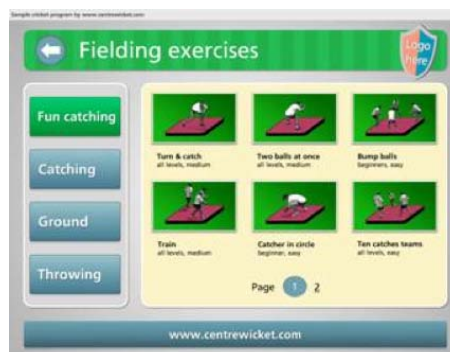 Sample cricket program by www.centrewicket.com
Fielding exercises
Logo
here
Fun catching
Catching
Ground
Throwing
Turn & catch
all levels, medium
Two balls at once
all levels, medium
Bump balls
beginners, easy
Train
all levels, medium
Catcher in circle
beginner, easy
Ten catches teams
all levels, easy
Page 1 2
www.centrewicket.com